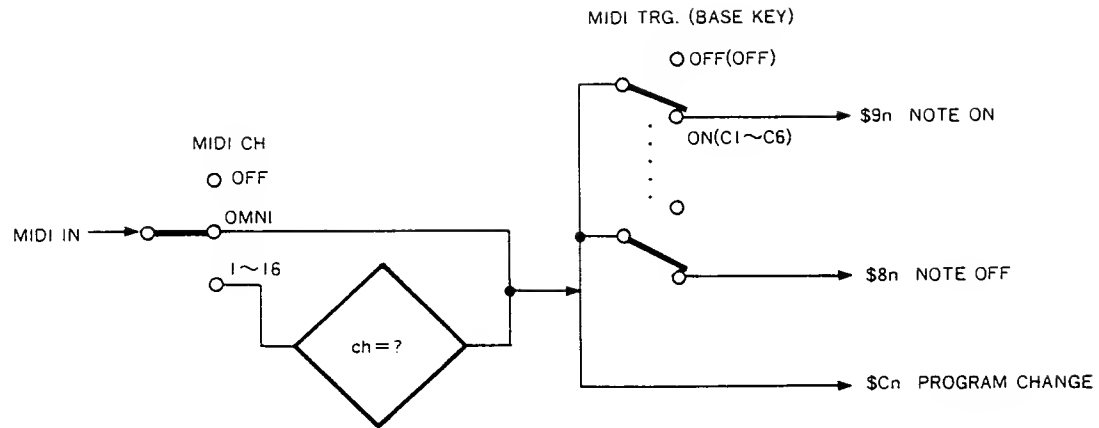 MIDI TRG. (BASE KEY)
OFF(OFF)
$9n NOTE ON
ON(C1~C6)
MIDI CH
OFF
OMNI
MIDI IN
1~16
$8n NOTE OFF
ch=?
$Cn PROGRAM CHANGE